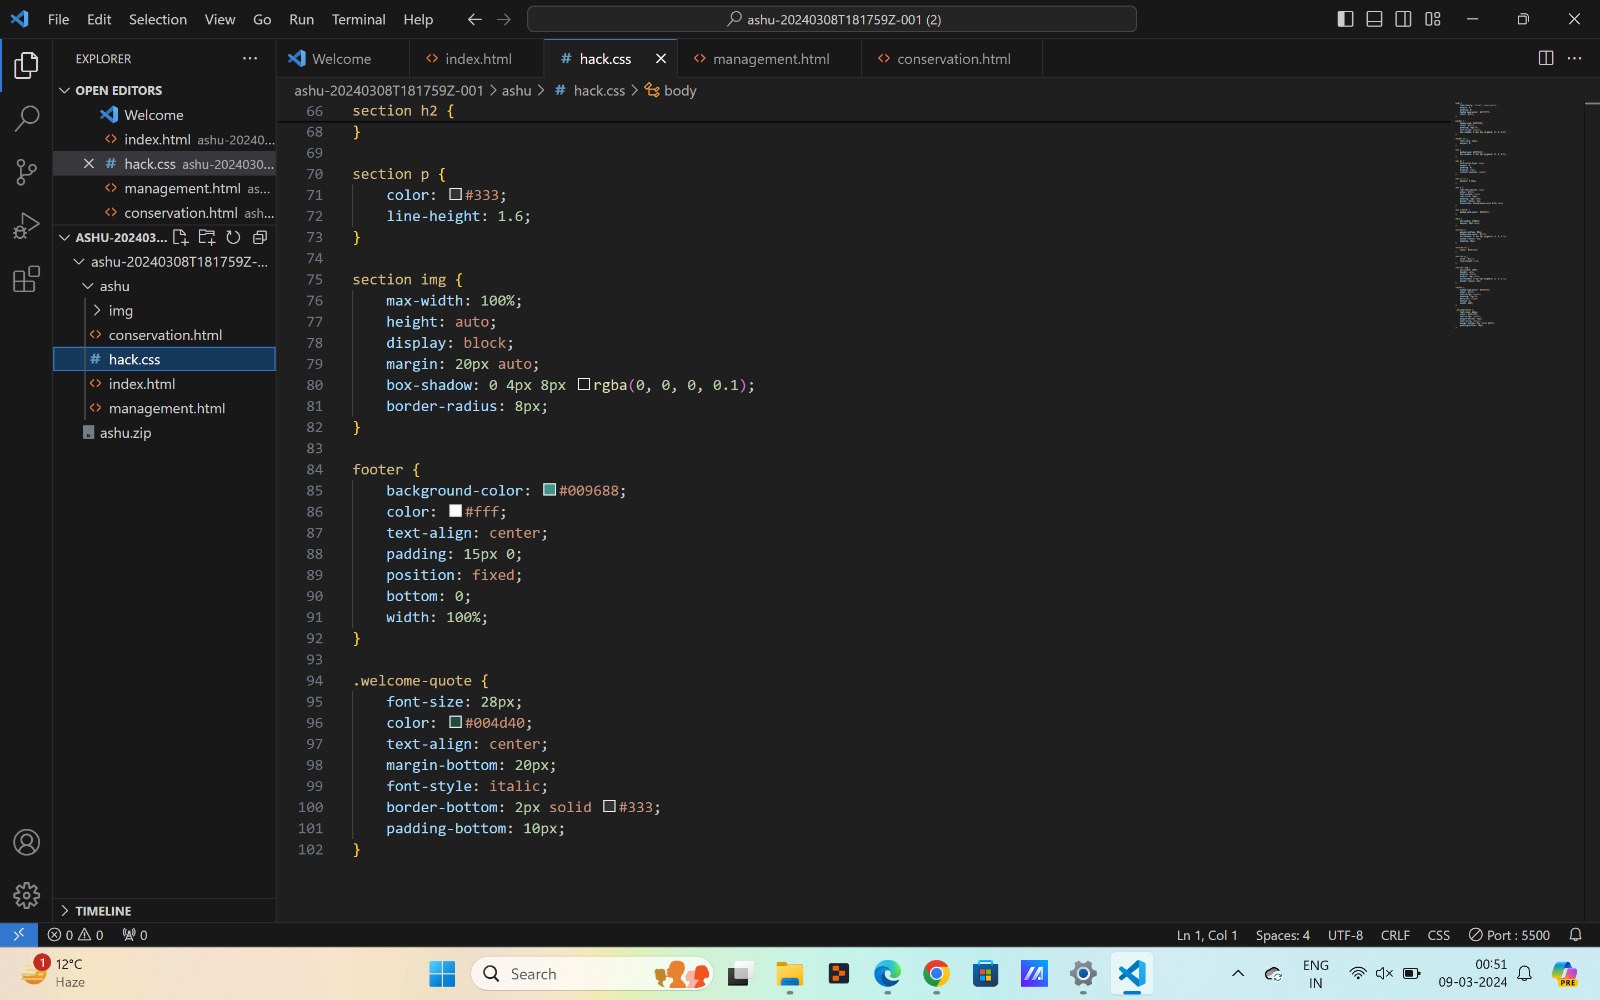 File Edit Selection View Go Run Terminal Help
ashu-20240308T181759Z-001 (2)
EXPLORER
OPEN EDITORS
Welcome
index.html ashu-20240...
hack.css ashu-2024030...
management.html as...
conservation.html ash...
ASHU-202403...
ashu-20240308T181759Z-...
ashu
img
conservation.html
hack.css
index.html
management.html
ashu.zip
TIMELINE
Welcome
index.html
hack.css
management.html
conservation.html
ashu-20240308T181759Z-001 > ashu > # hack.css > body
66 section h2 {
68 }
69
70 section p {
71 color: #333;
72 line-height: 1.6;
73 }
74
75 section img {
76 max-width: 100%;
77 height: auto;
78 display: block;
79 margin: 20px auto;
80 box-shadow: 0 4px 8px rgba(0, 0, 0, 0.1);
81 border-radius: 8px;
82 }
83
84 footer {
85 background-color: #009688;
86 color: #fff;
87 text-align: center;
88 padding: 15px 0;
89 position: fixed;
90 bottom: 0;
91 width: 100%;
92 }
93
94 .welcome-quote {
95 font-size: 28px;
96 color: #004d40;
97 text-align: center;
98 margin-bottom: 20px;
99 font-style: italic;
100 border-bottom: 2px solid #333;
101 padding-bottom: 10px;
102 }
0 0 0
Ln 1, Col 1 Spaces: 4 UTF-8 CRLF CSS Port : 5500
1
12°C
Haze
Search
PRE
ENG
IN
00:51
09-03-2024